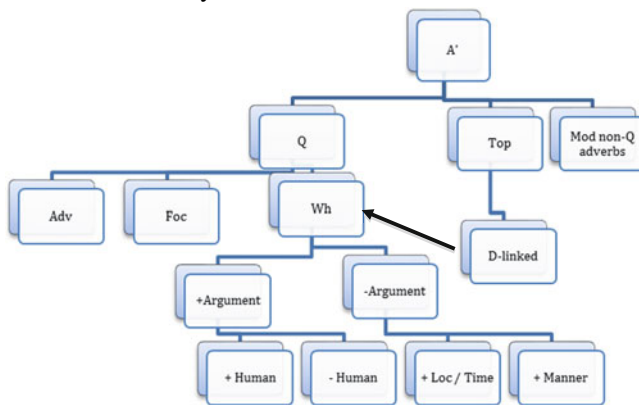 A'
Q
Top
Mod non-Q
adverbs
Adv
Foc
Wh
D-linked
+Argument
-Argument
+ Human
- Human
+ Loc / Time
+ Manner